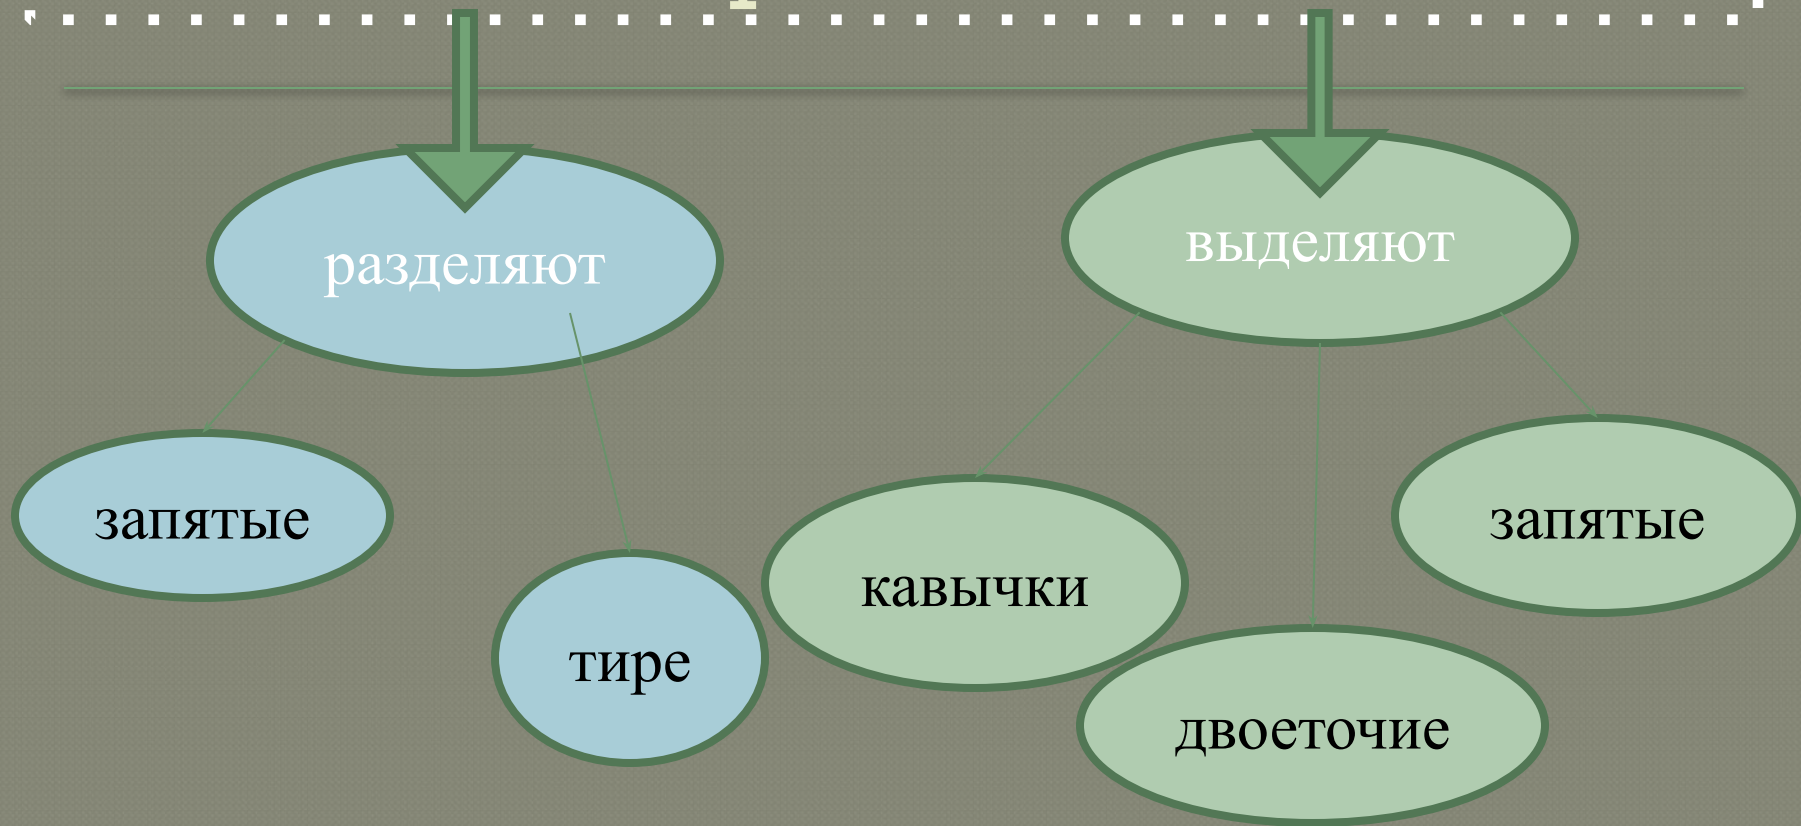 разделяют
выделяют
запятые
тире
кавычки
двоеточие
запятые